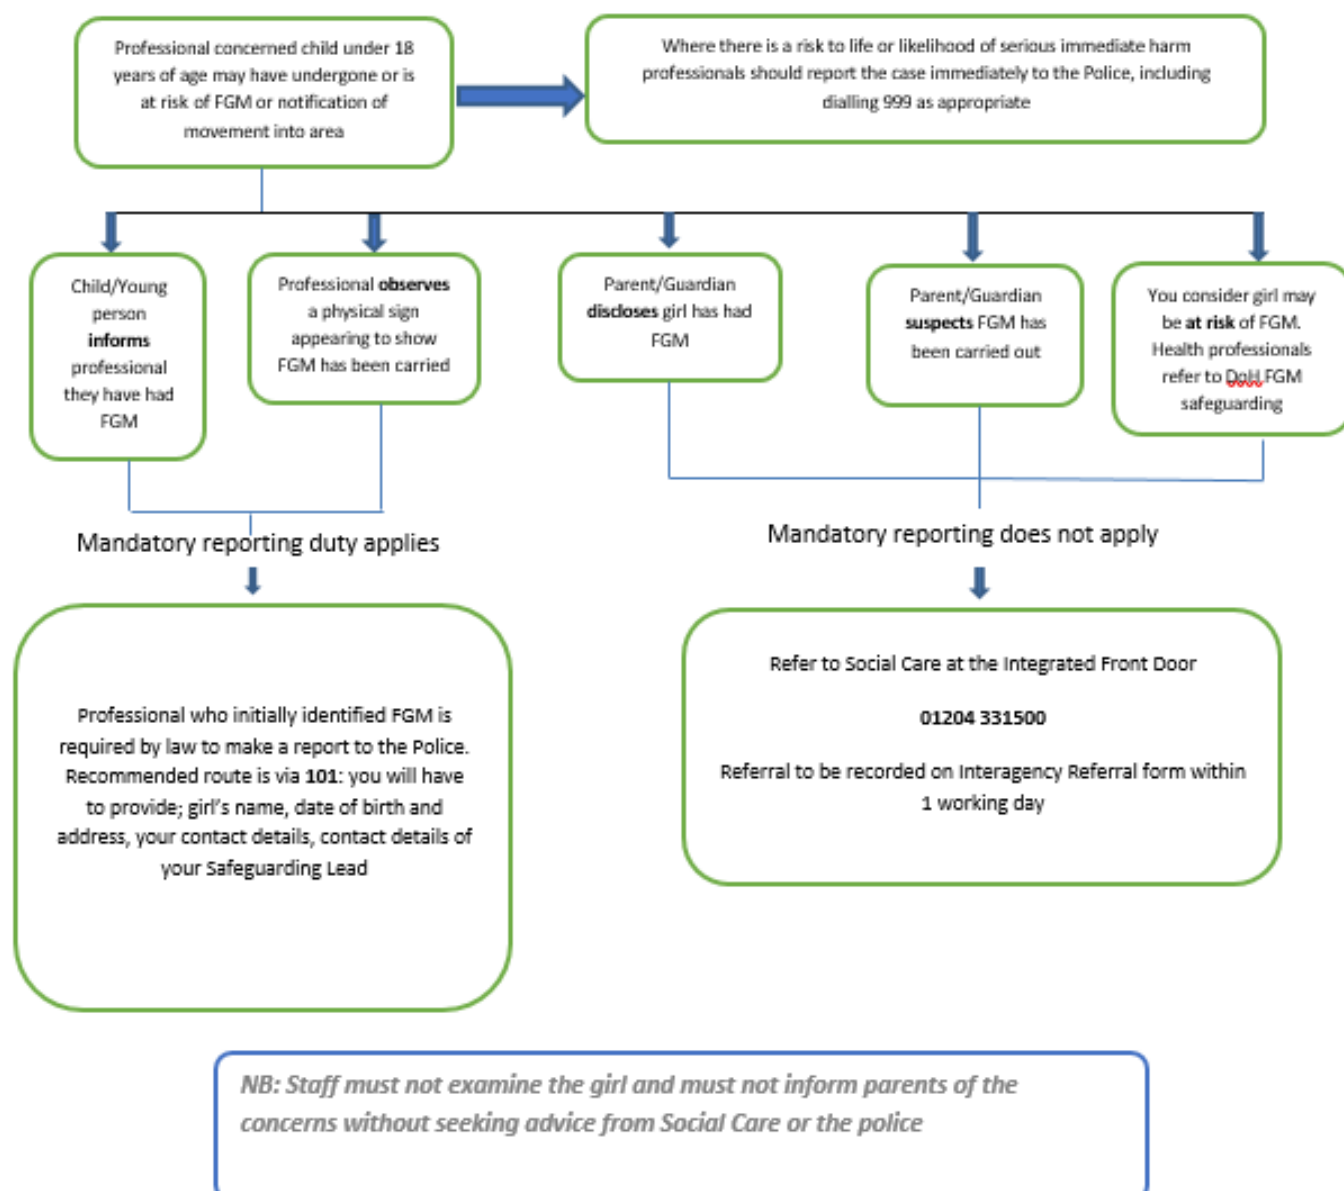 Professional concerned child under 18
years of age may have undergone or is
at risk of FGM or notification of
movement into area
Where there is a risk to life or likelihood of serious immediate harm
professionals should report the case immediately to the Police, including
dialling 999 as appropriate
Child/Young
person
informs
professional
they have had
FGM
Professional observes
a physical sign
appearing to show
FGM has been carried
Parent/Guardian
discloses girl has had
FGM
Parent/Guardian
suspects FGM has
been carried out
You consider girl may
be at risk of FGM.
Health professionals
refer to DoH FGM
safeguarding
Mandatory reporting duty applies
Mandatory reporting does not apply
Professional who initially identified FGM is
required by law to make a report to the Police.
Recommended route is via 101: you will have
to provide; girl's name, date of birth and
address, your contact details, contact details of
your Safeguarding Lead
Refer to Social Care at the Integrated Front Door
01204 331500
Referral to be recorded on Interagency Referral form within
1 working day
NB: Staff must not examine the girl and must not inform parents of the
concerns without seeking advice from Social Care or the police